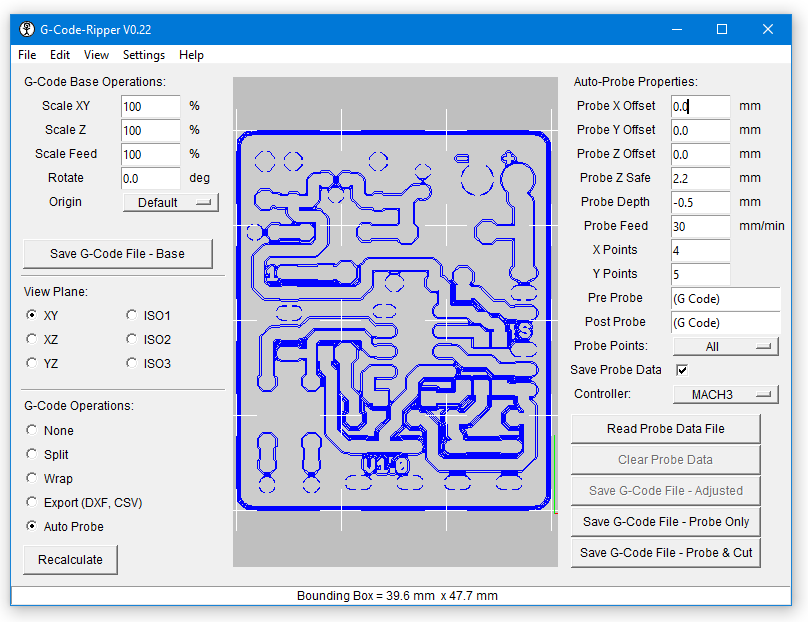 G-Code-Ripper V0.22
File Edit View Settings Help
G-Code Base Operations:
Scale XY 100 %
Scale Z 100 %
Scale Feed 100 %
Rotate 0.0 deg
Origin Default
Save G-Code File - Base
View Plane:
XY ISO1
XZ ISO2
YZ ISO3
G-Code Operations:
None
Split
Wrap
Export (DXF, CSV)
Auto Probe
Recalculate
1
S
V1.0
Auto-Probe Properties:
Probe X Offset 0.0 mm
Probe Y Offset 0.0 mm
Probe Z Offset 0.0 mm
Probe Z Safe 2.2 mm
Probe Depth -0.5 mm
Probe Feed 30 mm/min
X Points 4
Y Points 5
Pre Probe (G Code)
Post Probe (G Code)
Probe Points: All
Save Probe Data
Controller: MACH3
Read Probe Data File
Clear Probe Data
Save G-Code File - Adjusted
Save G-Code File - Probe Only
Save G-Code File - Probe & Cut
Bounding Box = 39.6 mm x 47.7 mm